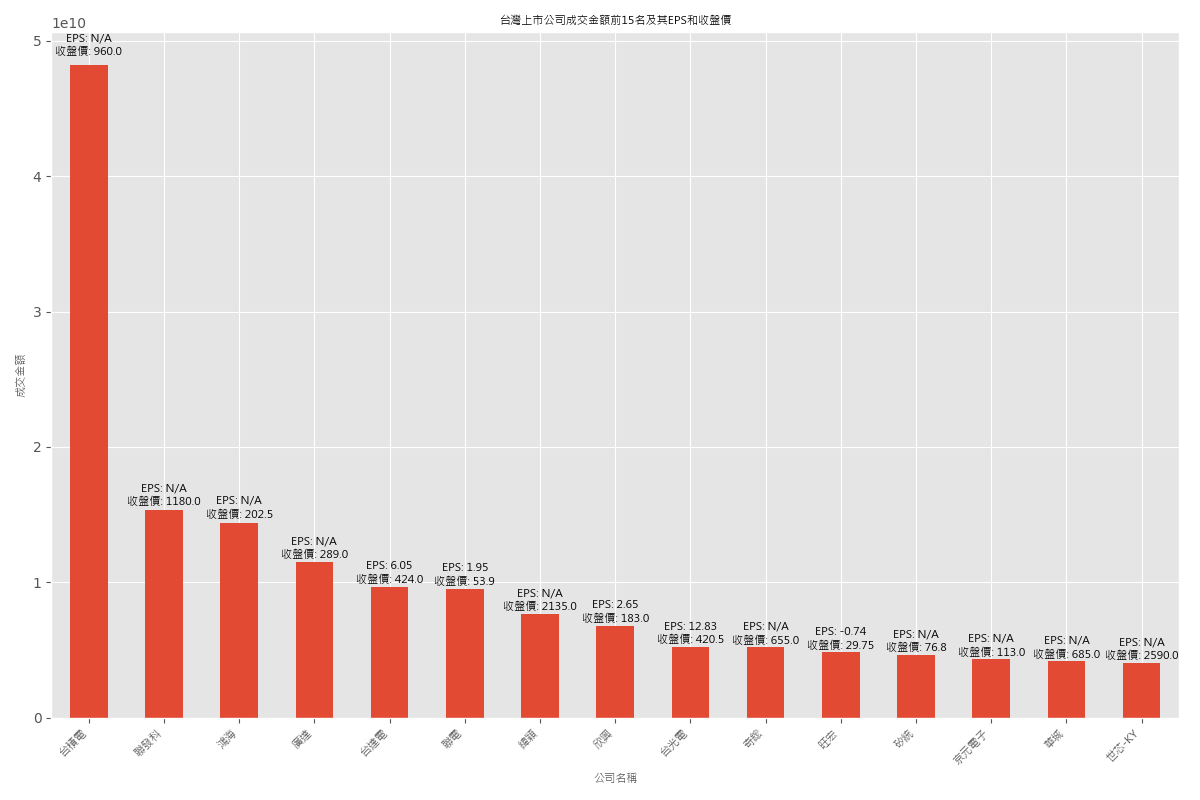 台灣上市公司成交金額前15名及其EPS和收盤價
1e10
5
4
3
2
1
0
成交金額
EPS: N/A
收盤價: 960.0
EPS: N/A
收盤價: 1180.0
EPS: N/A
收盤價: 202.5
EPS: N/A
收盤價: 289.0
EPS: 6.05
收盤價: 424.0
EPS: 1.95
收盤價: 53.9
EPS: N/A
收盤價: 2135.0
EPS: 2.65
收盤價: 183.0
EPS: 12.83
收盤價: 420.5
EPS: N/A
收盤價: 655.0
EPS: -0.74
收盤價: 29.75
EPS: N/A
收盤價: 76.8
EPS: N/A
收盤價: 113.0
EPS: N/A
收盤價: 685.0
EPS: N/A
收盤價: 2590.0
台積電
聯發科
鴻海
廣達
台達電
聯電
緯穎
欣興
台光電
奇鋐
旺宏
矽統
京元電子
華城
世芯-KY
公司名稱